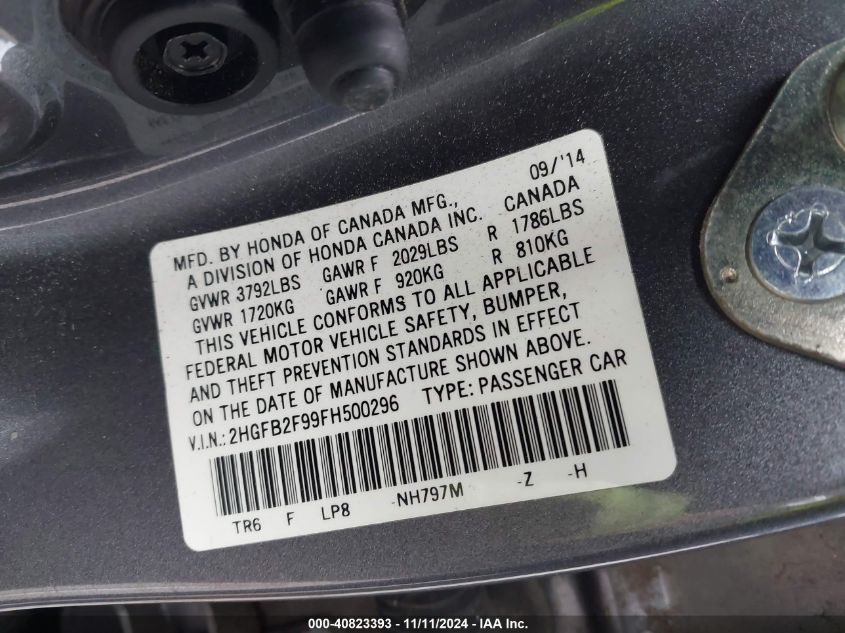 09/'14
MFD. BY HONDA OF CANADA MFG.,
A DIVISION OF HONDA CANADA INC. CANADA
GVWR 3792LBS GAWR F 2029LBS R 1786LBS
GVWR 1720KG GAWR F 920KG R 810KG
THIS VEHICLE CONFORMS TO ALL APPLICABLE
FEDERAL MOTOR VEHICLE SAFETY, BUMPER,
AND THEFT PREVENTION STANDARDS IN EFFECT
ON THE DATE OF MANUFACTURE SHOWN ABOVE.
V.I.N.: 2HGFB2F99FH500296 TYPE: PASSENGER CAR
TR6 F LP8 -NH797M -Z -H
000-40823393 - 11/11/2024 - IAA Inc.